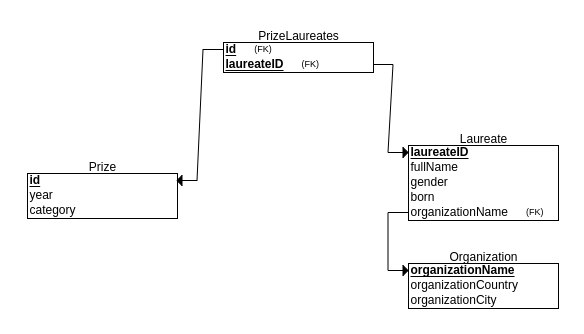 PrizeLaureates
id (FK)
laureateID (FK)
Prize
id
year
category
Laureate
laureateID
fullName
gender
born
organizationName (FK)
Organization
organizationName
organizationCountry
organizationCity